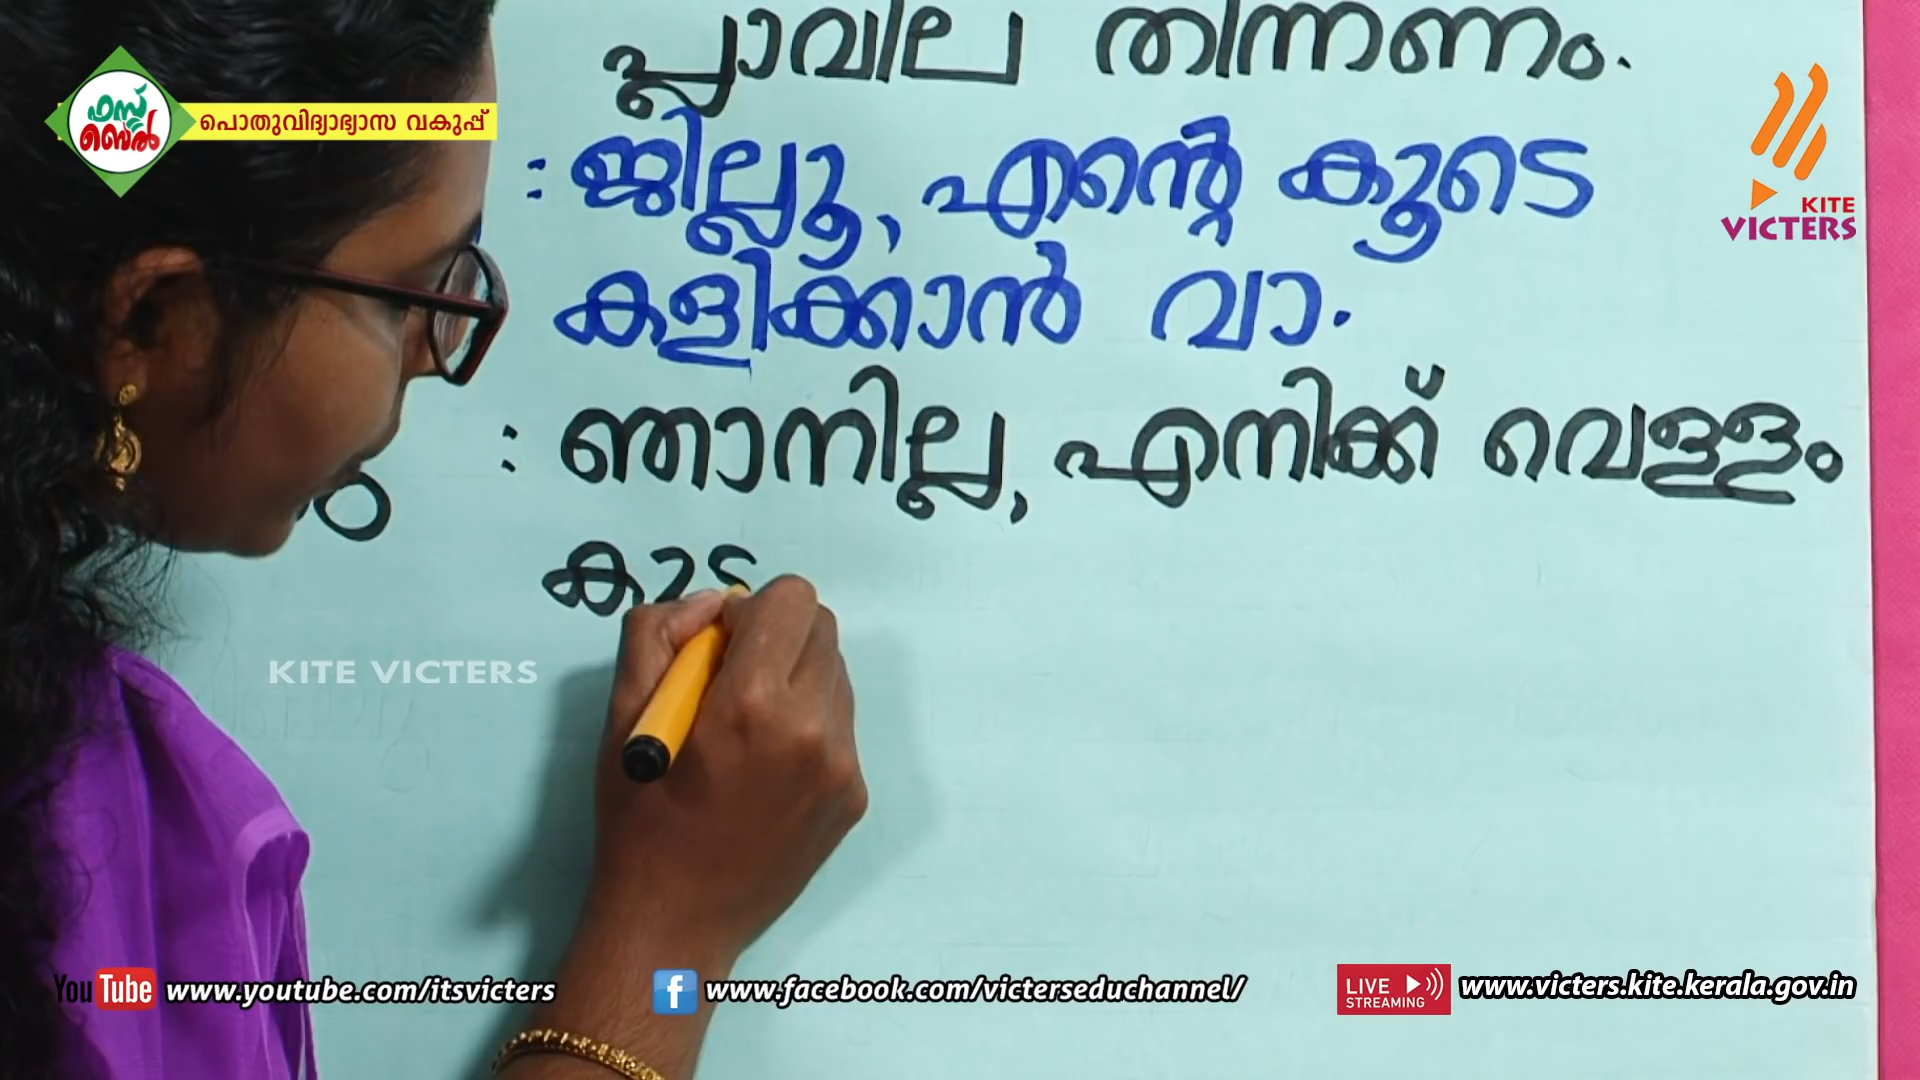 പ്ലാവില തിന്നണം.
ഫസ്റ്റ്
ബെൽ
പൊതുവിദ്യാഭ്യാസ വകുപ്പ്
: ജില്ലൂ, എന്റെ കൂടെ
കളിക്കാൻ വാ.
KITE
VICTERS
: ഞാനില്ല, എനിക്ക് വെള്ളം
KITE VICTERS
YouTube www.youtube.com/itsvicters
f www.facebook.com/victerseduchannel/
LIVE STREAMING www.victers.kite.kerala.gov.in